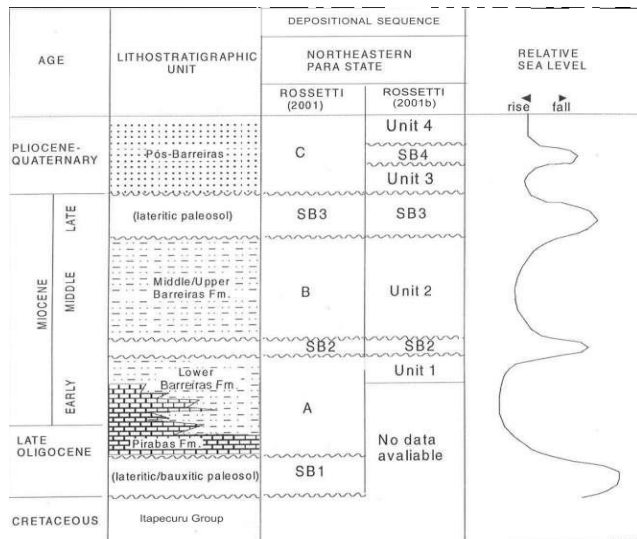 DEPOSITIONAL SEQUENCE
AGE
LITHOSTRATIGRAPHIC
UNIT
NORTHEASTERN
PARA STATE
RELATIVE
SEA LEVEL
ROSSETTI
(2001)
ROSSETTI
(2001b)
rise
fall
PLIOCENE-
QUATERNARY
Pós-Barreiras
C
Unit 4
SB4
Unit 3
MIOCENE
LATE
(lateritic paleosol)
SB3
SB3
MIDDLE
Middle/Upper
Barreiras Fm.
B
Unit 2
SB2
SB2
EARLY
Lower
Barreiras Fm.
A
Unit 1
No data
avaliable
LATE
OLIGOCENE
Pirabas Fm.
(lateritic/bauxitic paleosol)
SB1
CRETACEOUS
Itapecuru Group